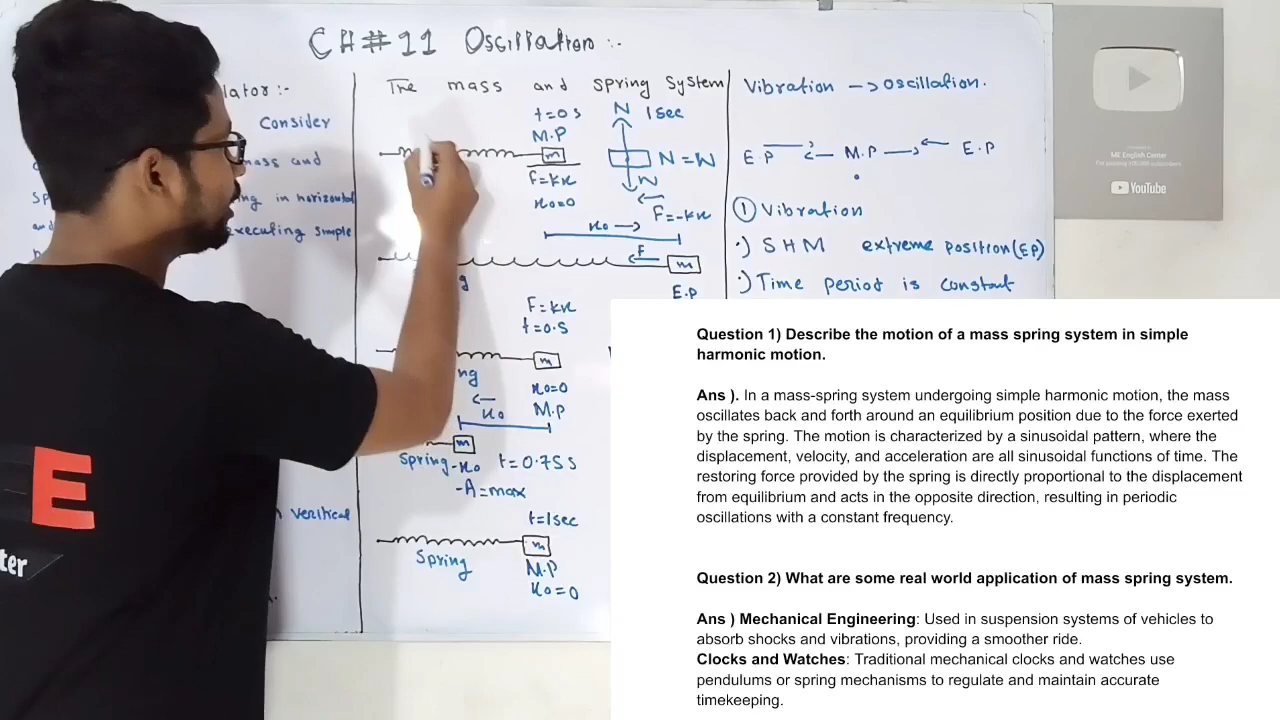 CH # 11 Oscillation :-
lator :-
Consider
mass and
ing in horizontal
executing simple
veritical
The mass and spring System
t=0s
M.P
m
F=kx
x₀=0
N 1sec
N=W
W
F=-kx
x₀ →
F
m
E.P
g
F=kx
t=0.5
m
ng
x₀=0
x₀
M.P
m
Spring -x₀ t=0.75s
-A=max
t=1sec
m
Spring
M.P
x₀=0
Vibration → oscillation.
E.P M.P E.P
① Vibration
•) SHM extreme position(EP)
•) Time period is constant
ME English Center
YouTube
E
ter
Question 1) Describe the motion of a mass spring system in simple
harmonic motion.
Ans ). In a mass-spring system undergoing simple harmonic motion, the mass
oscillates back and forth around an equilibrium position due to the force exerted
by the spring. The motion is characterized by a sinusoidal pattern, where the
displacement, velocity, and acceleration are all sinusoidal functions of time. The
restoring force provided by the spring is directly proportional to the displacement
from equilibrium and acts in the opposite direction, resulting in periodic
oscillations with a constant frequency.
Question 2) What are some real world application of mass spring system.
Ans ) Mechanical Engineering: Used in suspension systems of vehicles to
absorb shocks and vibrations, providing a smoother ride.
Clocks and Watches: Traditional mechanical clocks and watches use
pendulums or spring mechanisms to regulate and maintain accurate
timekeeping.